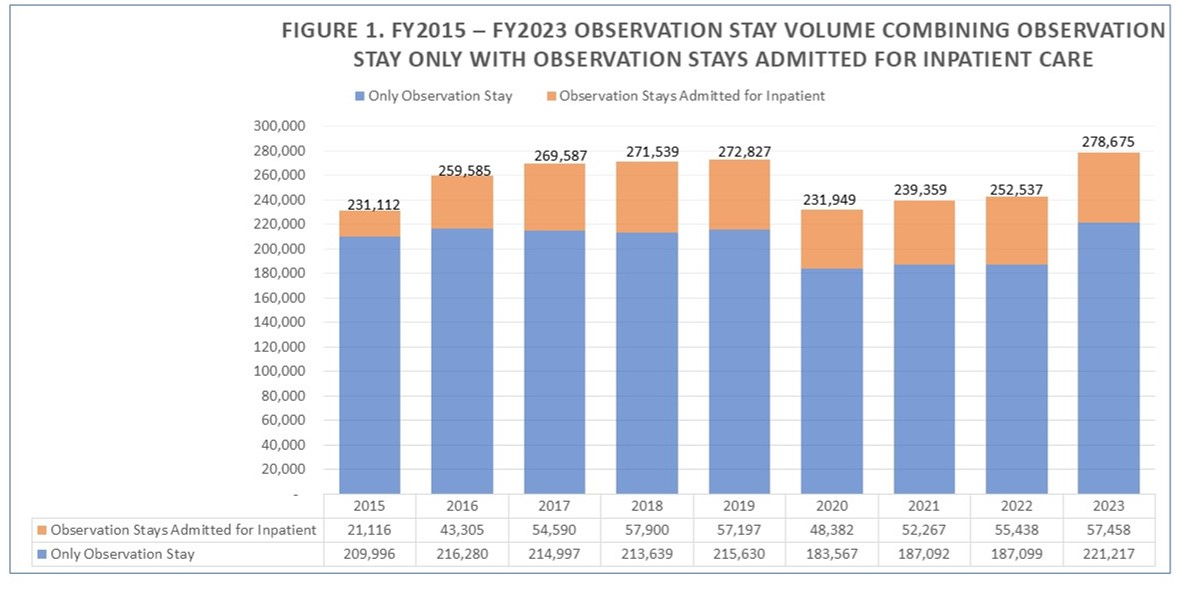 FIGURE 1. FY2015 – FY2023 OBSERVATION STAY VOLUME COMBINING OBSERVATION
STAY ONLY WITH OBSERVATION STAYS ADMITTED FOR INPATIENT CARE
Only Observation Stay Observation Stays Admitted for Inpatient
300,000
280,000
260,000
240,000
220,000
200,000
180,000
160,000
140,000
120,000
100,000
80,000
60,000
40,000
20,000
-
231,112 259,585 269,587 271,539 272,827 231,949 239,359 252,537 278,675
2015 2016 2017 2018 2019 2020 2021 2022 2023
Observation Stays Admitted for Inpatient 21,116 43,305 54,590 57,900 57,197 48,382 52,267 55,438 57,458
Only Observation Stay 209,996 216,280 214,997 213,639 215,630 183,567 187,092 187,099 221,217